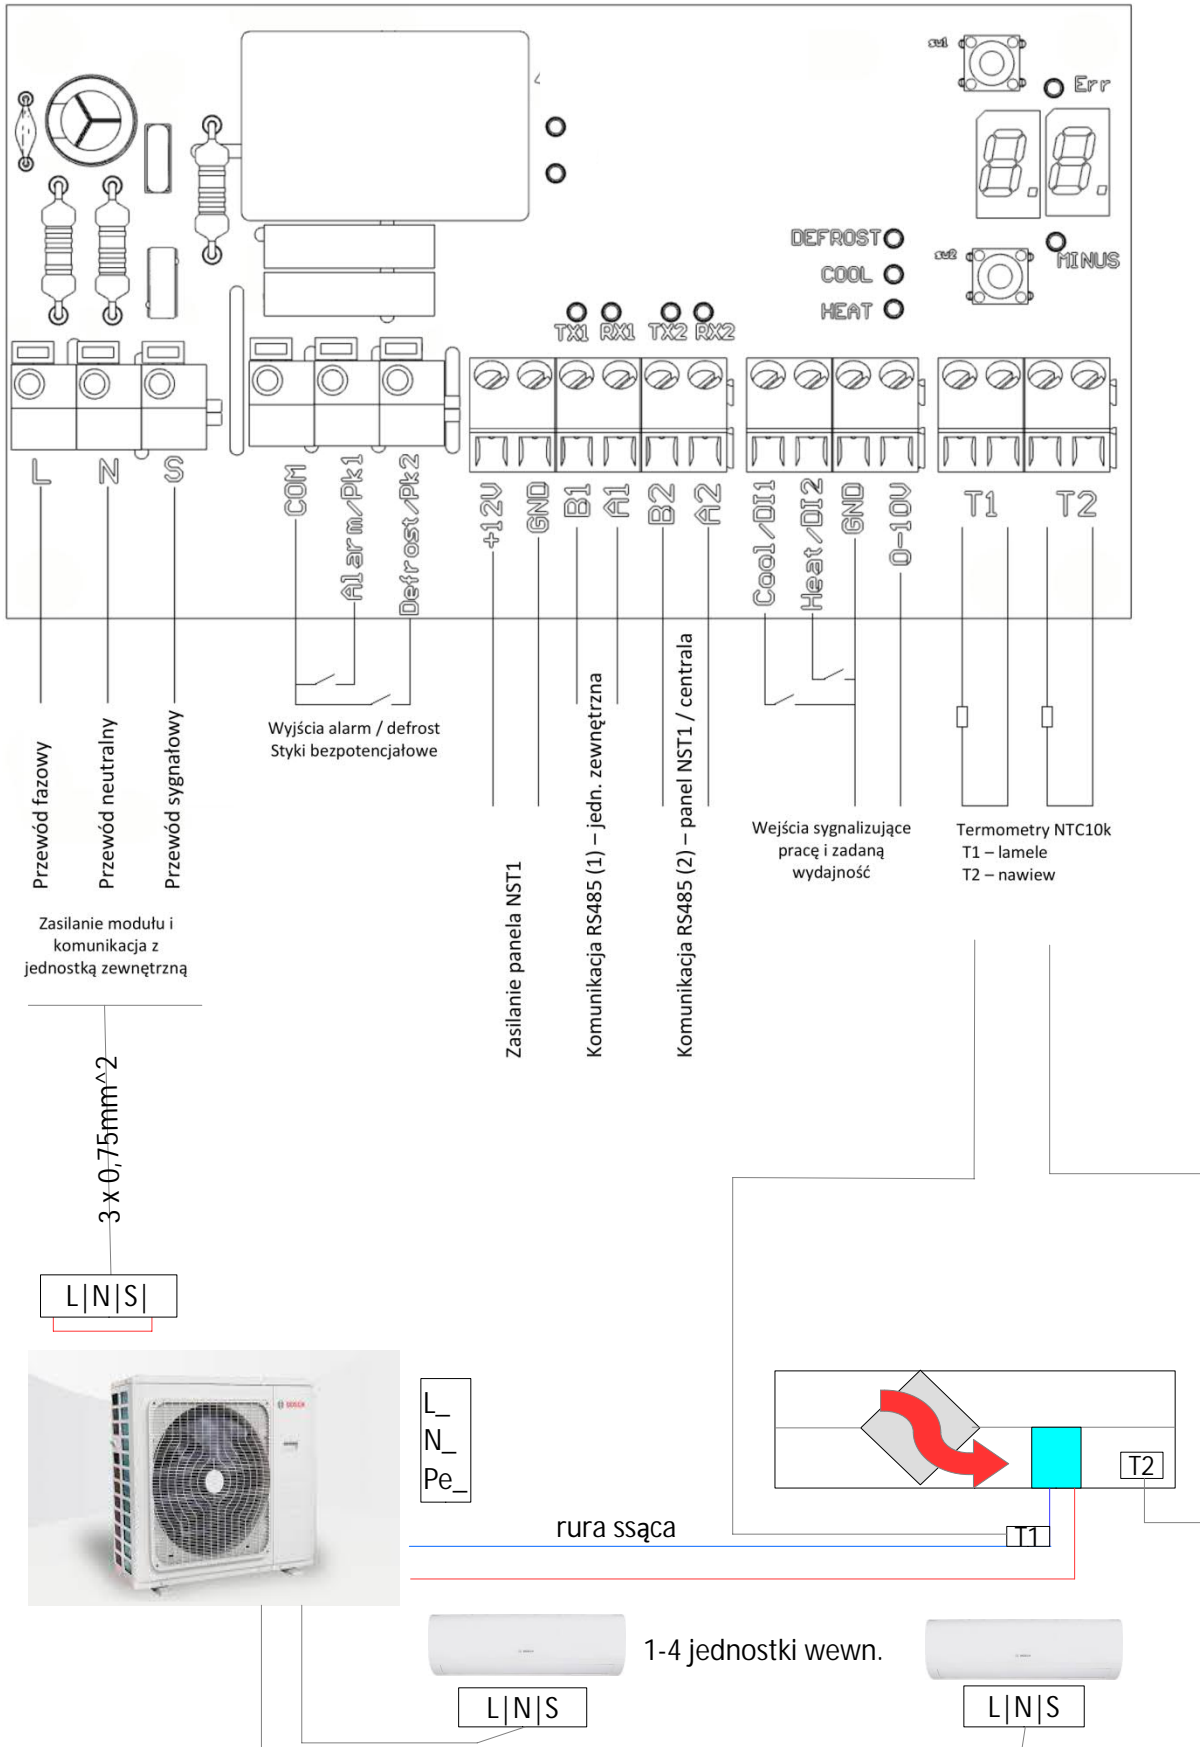 sw1
Err
DEFROST
COOL
HEAT
sw2
MINUS
TX1 RX1 TX2 RX2
L N S
COM
Alarm/Pk1
Defrost/Pk2
+12V
GND
B1
A1
B2
A2
Cool/DI1
Heat/DI2
GND
0-10V
T1 T2
Przewód fazowy
Przewód neutralny
Przewód sygnałowy
Wyjścia alarm / defrost
Styki bezpotencjałowe
Zasilanie panela NST1
Komunikacja RS485 (1) – jedn. zewnętrzna
Komunikacja RS485 (2) – panel NST1 / centrala
Wejścia sygnalizujące
pracę i zadaną
wydajność
Termometry NTC10k
T1 – lamele
T2 – nawiew
Zasilanie modułu i
komunikacja z
jednostką zewnętrzną
3 x 0,75mm^2
L|N|S|
BOSCH
L_
N_
Pe_
T2
rura ssąca
T1
1-4 jednostki wewn.
L|N|S
L|N|S